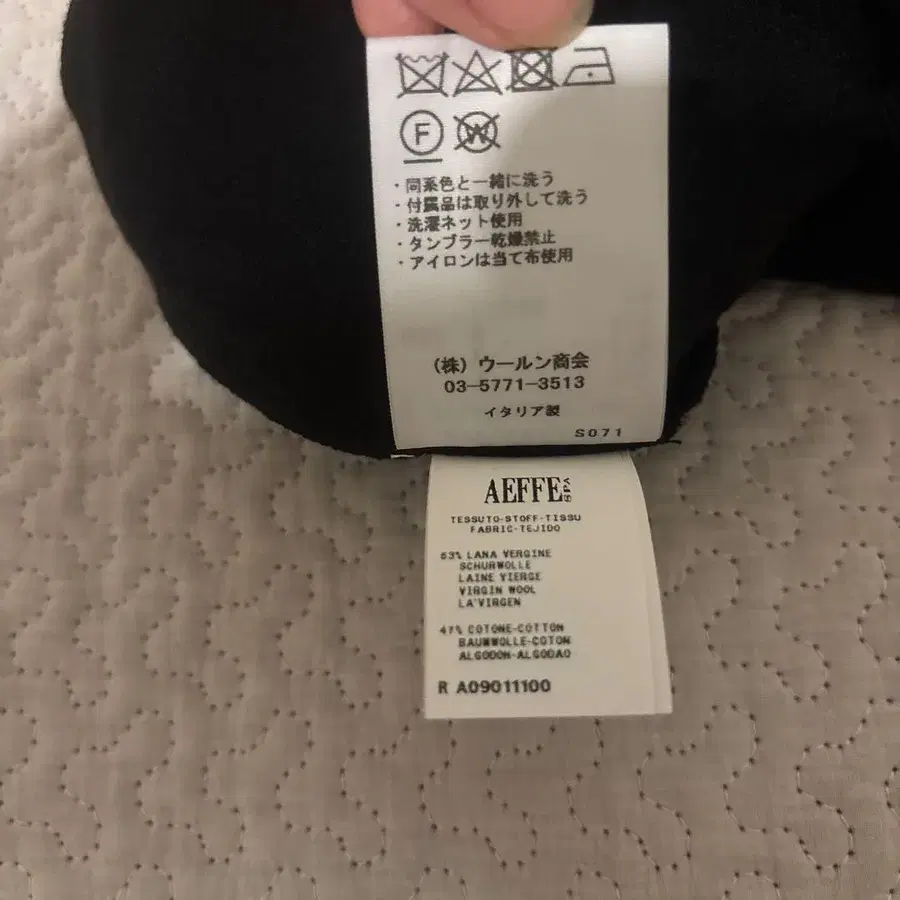 F
W
・同系色と一緒に洗う
・付属品は取り外して洗う
・洗濯ネット使用
・タンブラー乾燥禁止
・アイロンは当て布使用
(株) ウールン商会
03-5771-3513
イタリア製
S071
AEFFE SPA
TESSUTO-STOFF-TISSU
FABRIC-TEJIDO
53% LANA VERGINE
SCHURWOLLE
LAINE VIERGE
VIRGIN WOOL
LA'VIRGEN
47% COTONE-COTTON
BAUMWOLLE-COTON
ALGODON-ALGODAO
R A09011100